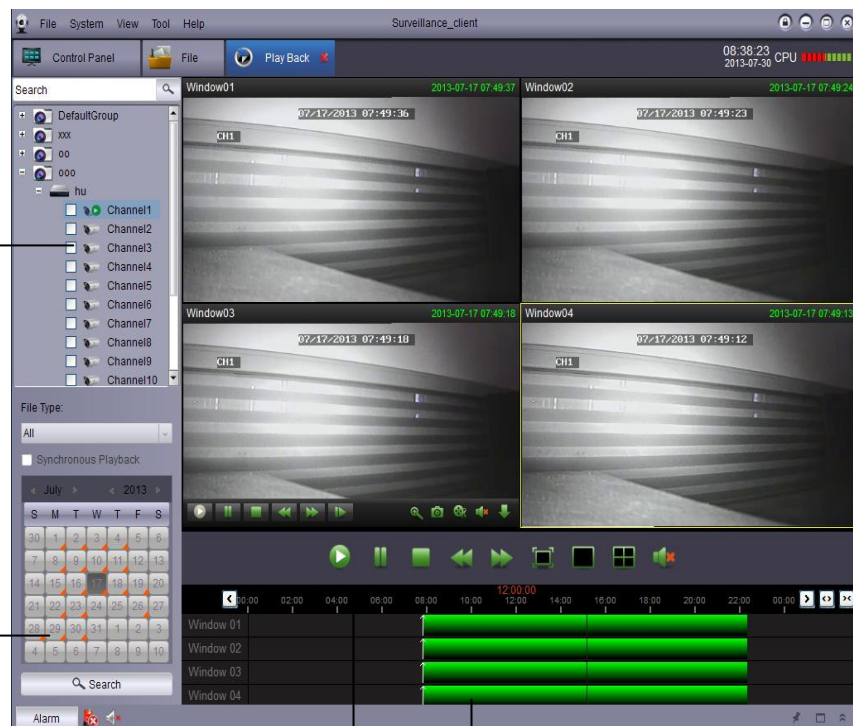 File System View Tool Help Surveillance_client
Control Panel File Play Back 08:38:23 CPU
2013-07-30
Search
Window01 2013-07-17 07:49:37 Window02 2013-07-17 07:49:24
07/17/2013 07:49:36 07/17/2013 07:49:23
CH1 CH1
DefaultGroup
xxx
oo
ooo
hu
Channel1
Channel2
Channel3
Channel4
Channel5
Channel6
Channel7
Channel8
Channel9
Channel10
Window03 2013-07-17 07:49:18 Window04 2013-07-17 07:49:13
07/17/2013 07:49:18 07/17/2013 07:49:12
CH1 CH1
File Type:
All
Synchronous Playback
July 2013
S M T W T F S
30 1 2 3 4 5 6
7 8 9 10 11 12 13
14 15 16 17 18 19 20
21 22 23 24 25 26 27
28 29 30 31 1 2 3
4 5 6 7 8 9 10
Search
12:00:00
00:00 02:00 04:00 06:00 08:00 10:00 12:00 14:00 16:00 18:00 20:00 22:00 00:00
Window 01
Window 02
Window 03
Window 04
Alarm